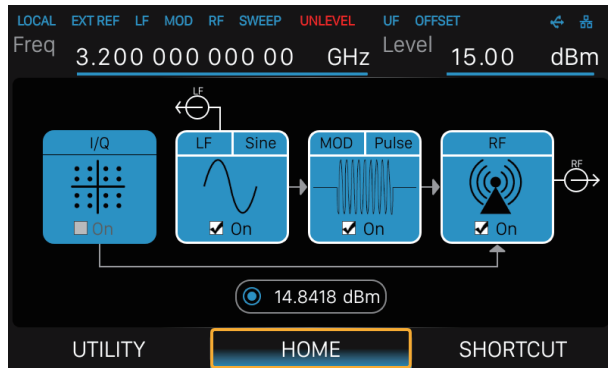 LOCAL EXT REF LF MOD RF SWEEP UNLEVEL UF OFFSET
Freq 3.200 000 000 00 GHz Level 15.00 dBm
LF
I/Q LF Sine MOD Pulse RF
RF
On On On On
14.8418 dBm
UTILITY HOME SHORTCUT